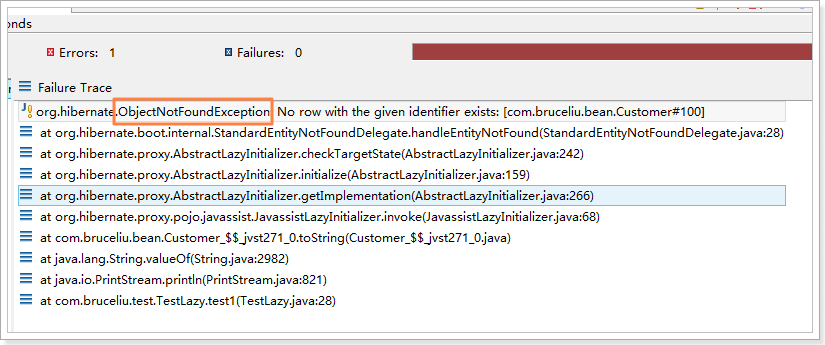 onds
Errors: 1
Failures: 0
Failure Trace
org.hibernate.ObjectNotFoundException: No row with the given identifier exists: [com.bruceliu.bean.Customer#100]
at org.hibernate.boot.internal.StandardEntityNotFoundDelegate.handleEntityNotFound(StandardEntityNotFoundDelegate.java:28)
at org.hibernate.proxy.AbstractLazyInitializer.checkTargetState(AbstractLazyInitializer.java:242)
at org.hibernate.proxy.AbstractLazyInitializer.initialize(AbstractLazyInitializer.java:159)
at org.hibernate.proxy.AbstractLazyInitializer.getImplementation(AbstractLazyInitializer.java:266)
at org.hibernate.proxy.pojo.javassist.JavassistLazyInitializer.invoke(JavassistLazyInitializer.java:68)
at com.bruceliu.bean.Customer_$$_jvst271_0.toString(Customer_$$_jvst271_0.java)
at java.lang.String.valueOf(String.java:2982)
at java.io.PrintStream.println(PrintStream.java:821)
at com.bruceliu.test.TestLazy.test1(TestLazy.java:28)